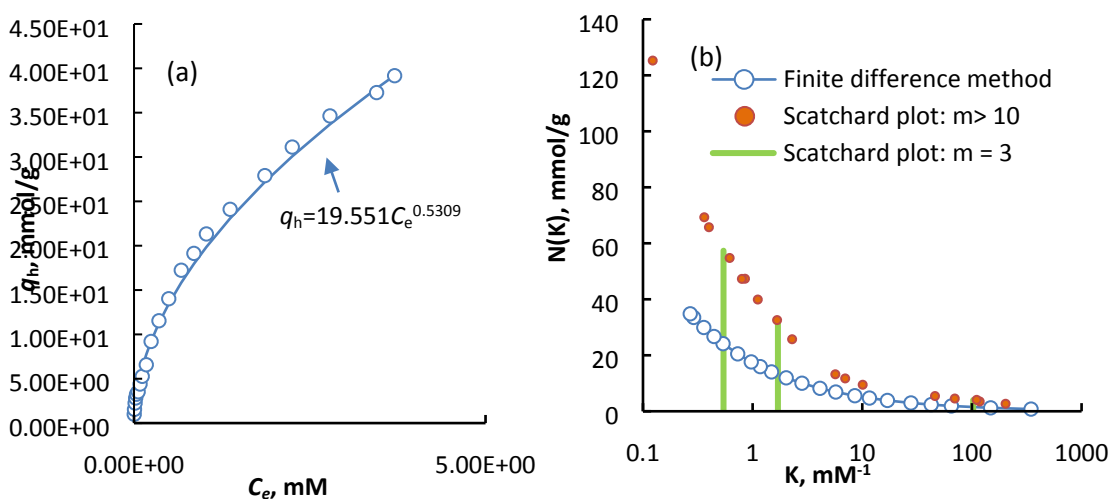 4.50E+01
4.00E+01
3.50E+01
3.00E+01
2.50E+01
2.00E+01
1.50E+01
1.00E+01
5.00E+00
0.00E+00
0.00E+00 5.00E+00
qh, mmol/g
Ce, mM
(a)
qh=19.551Ce^0.5309
140
120
100
80
60
40
20
0
0.1 1 10 100 1000
N(K), mmol/g
K, mM-1
(b)
Finite difference method
Scatchard plot: m> 10
Scatchard plot: m = 3